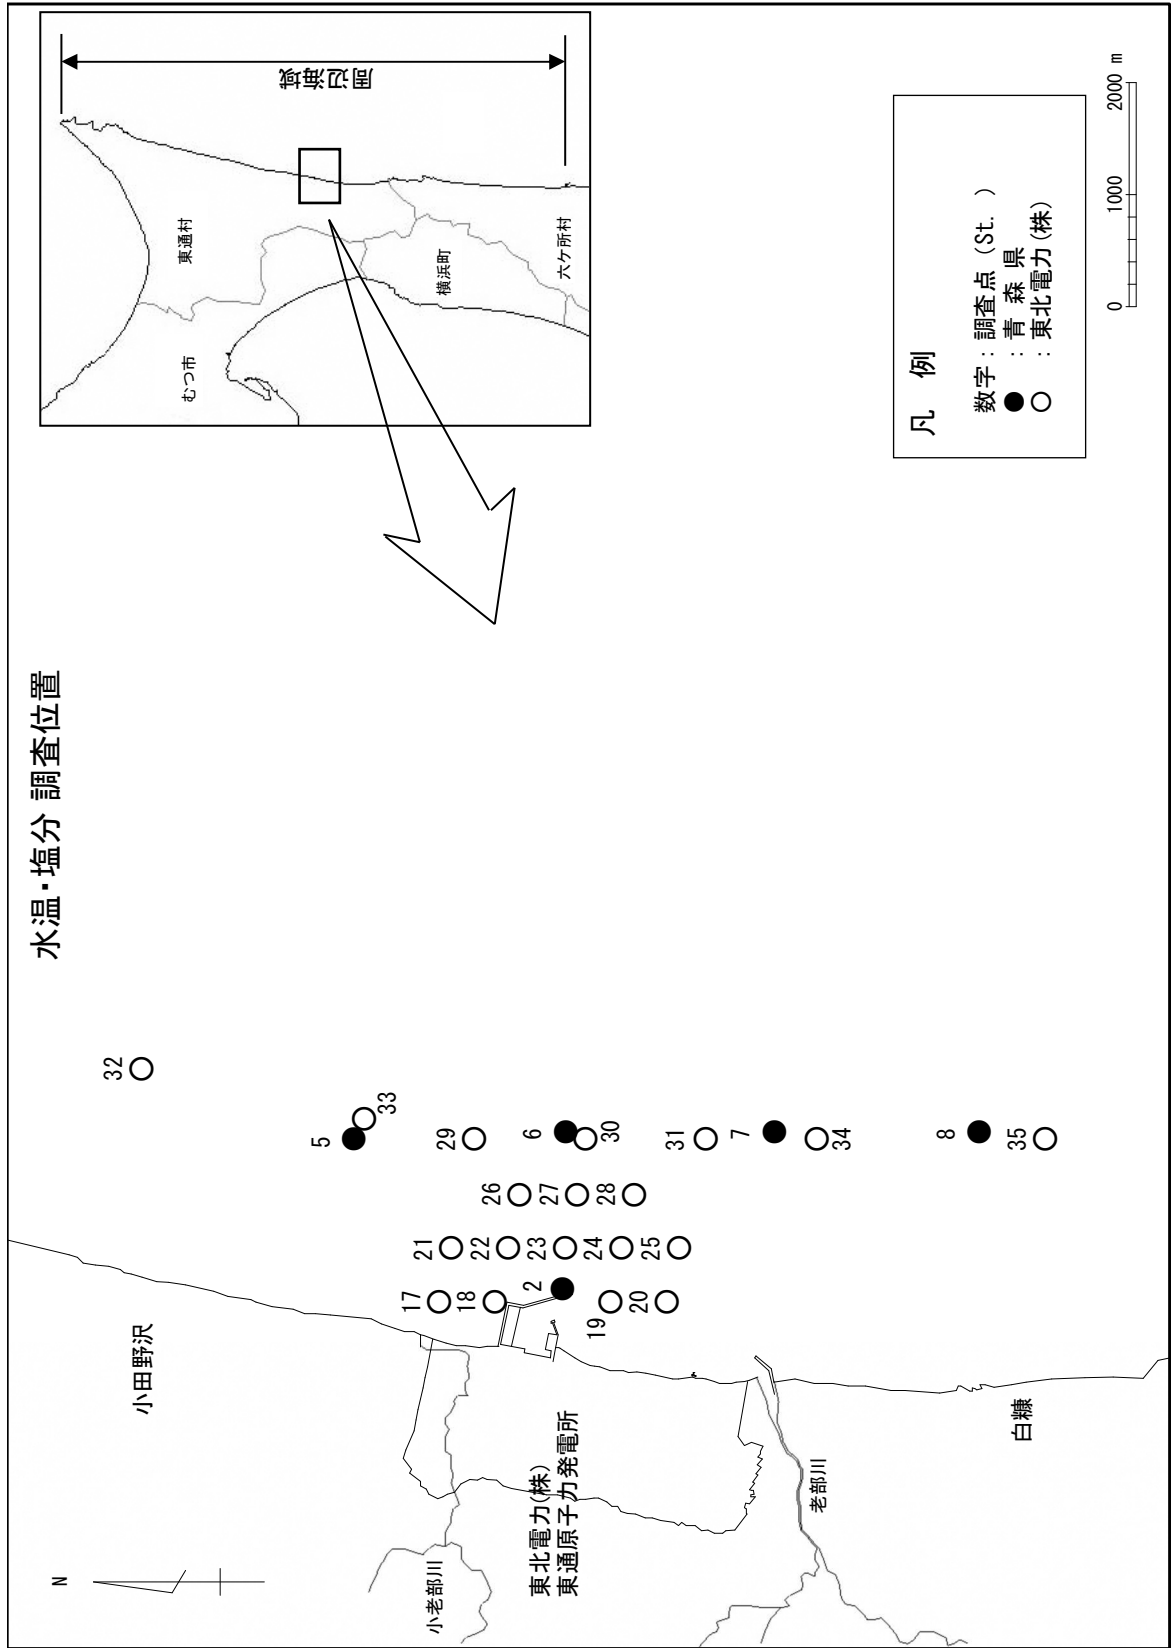 水温・塩分 調査位置
N
小田野沢
小老部川
東北電力(株)
東通原子力発電所
老部川
白糠
32
5
33
29
6
30
31
7
34
8
35
26
27
28
21
22
23
24
25
17
18
2
19
20
周辺海域
東通村
むつ市
横浜町
六ケ所村
凡 例
数字：調査点 (St. )
● ：青 森 県
○ ：東北電力(株)
0 1000 2000 m